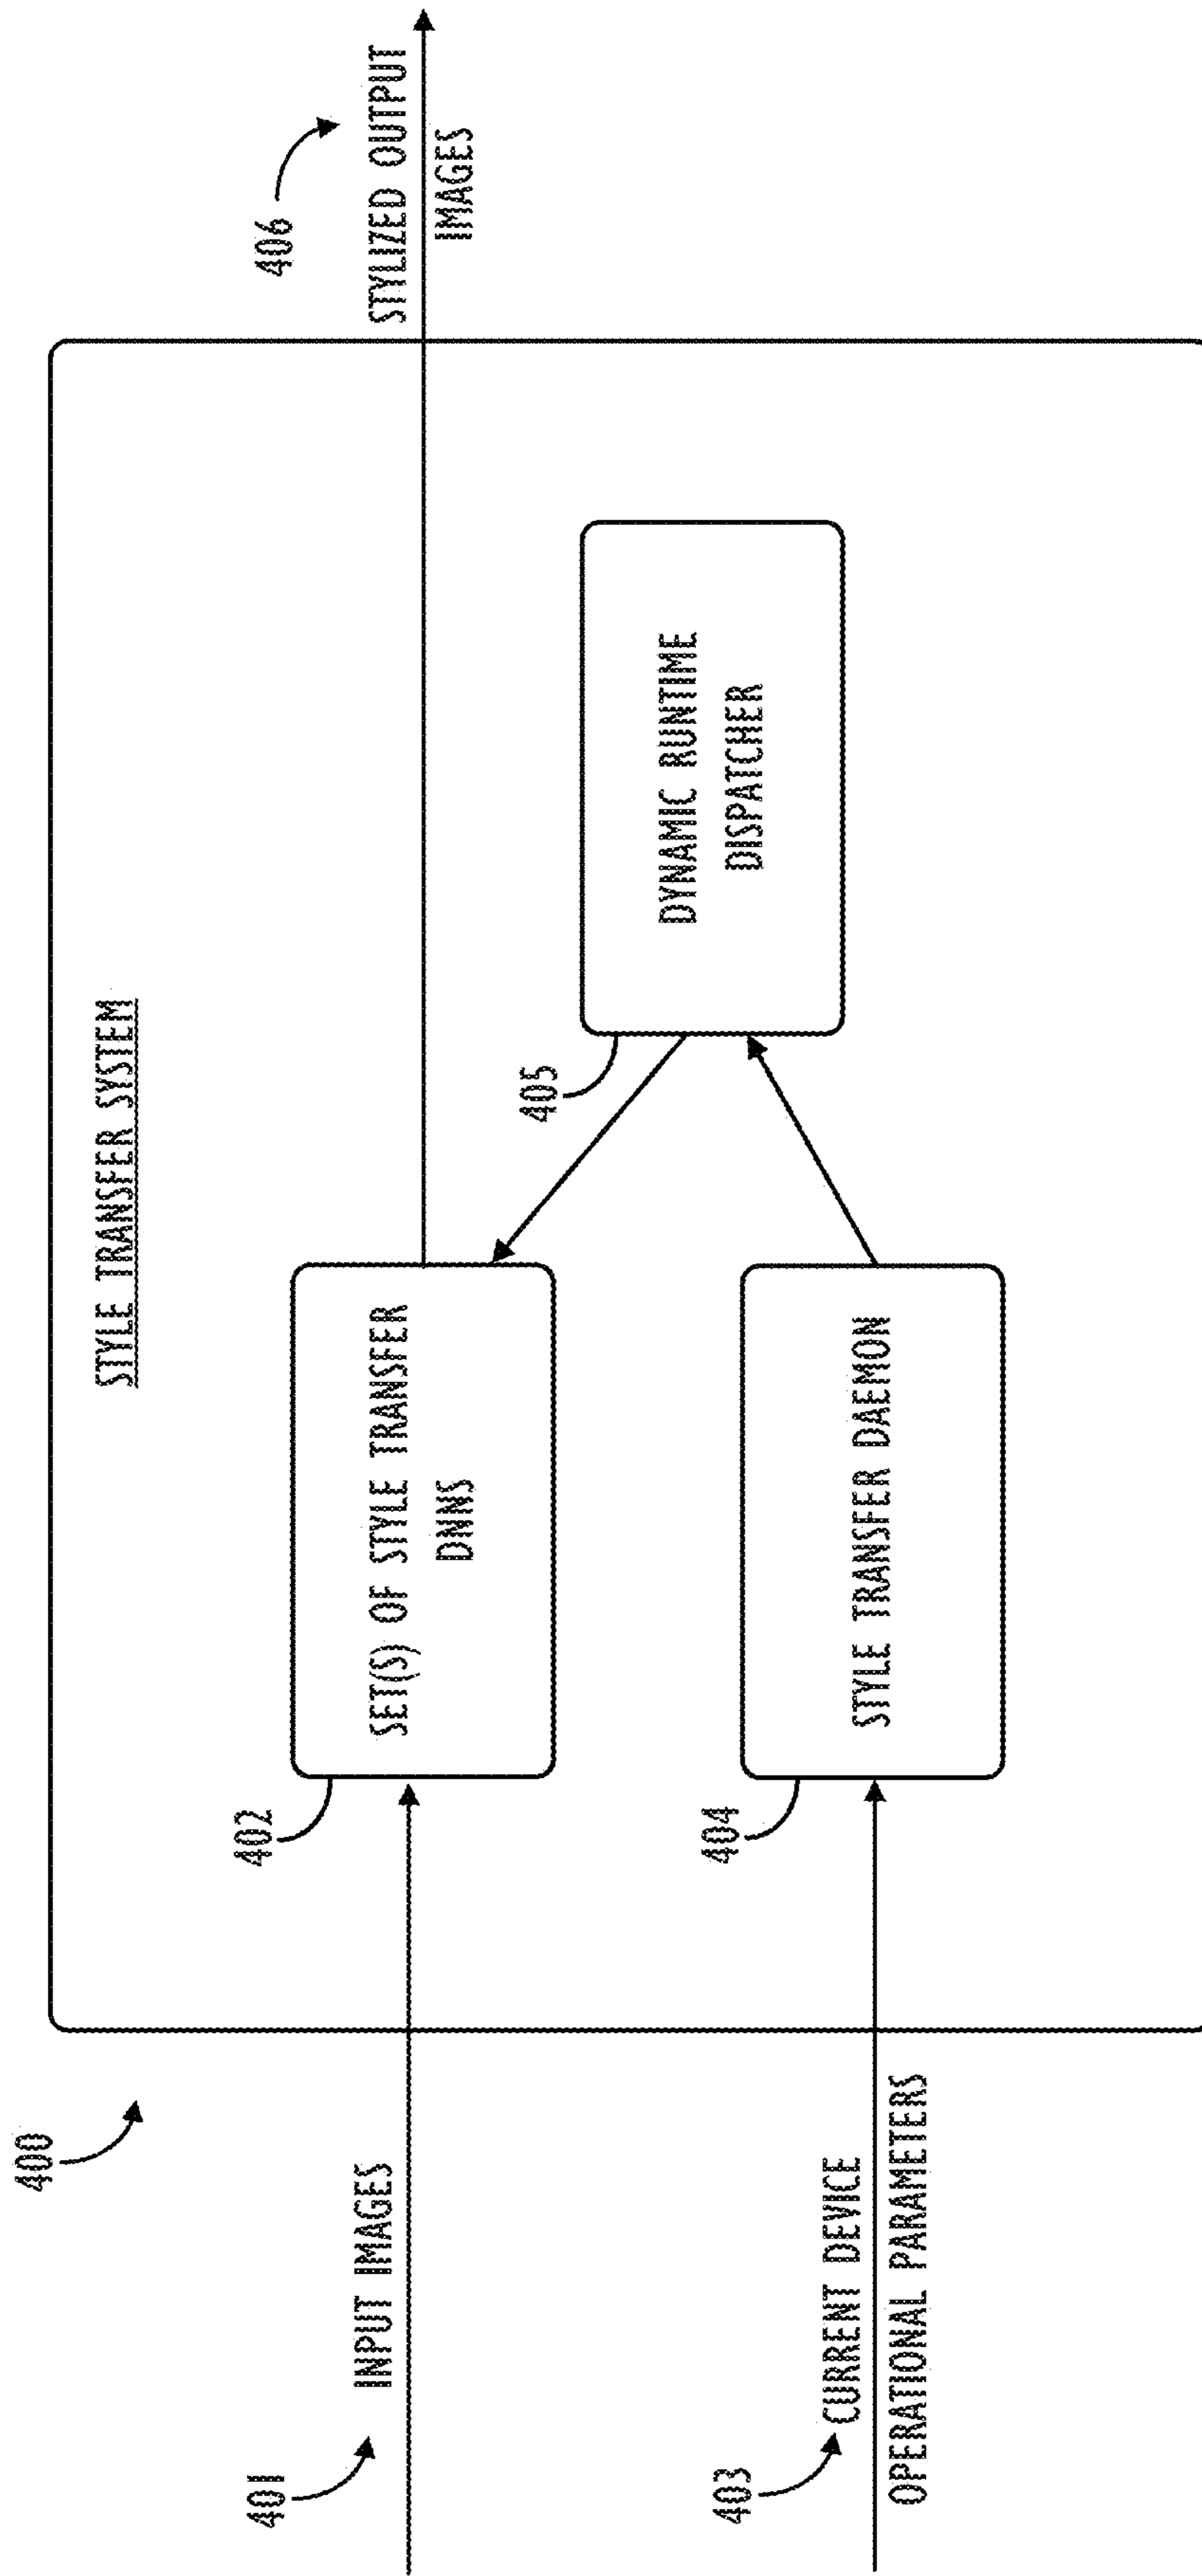 400
STYLE TRANSFER SYSTEM
401
INPUT IMAGES
402
SET(S) OF STYLE TRANSFER
DNNS
406
STYLIZED OUTPUT
IMAGES
405
DYNAMIC RUNTIME
DISPATCHER
403
CURRENT DEVICE
OPERATIONAL PARAMETERS
404
STYLE TRANSFER DAEMON